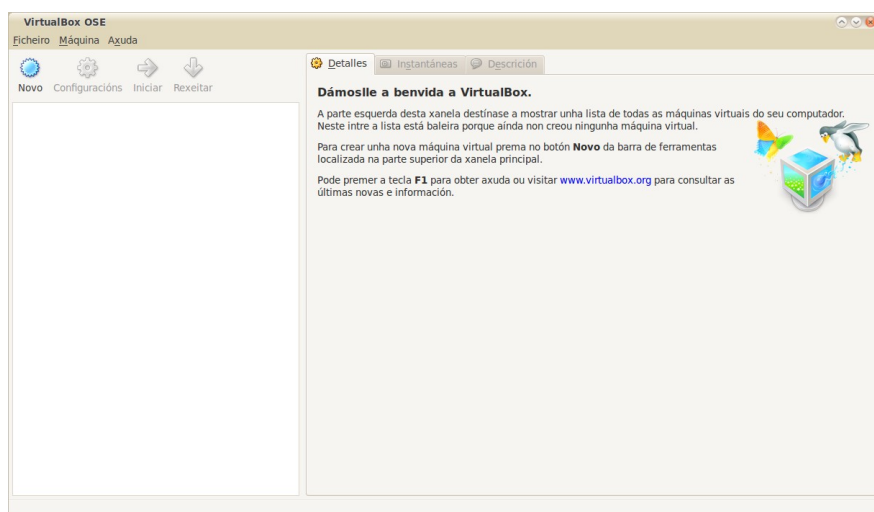 VirtualBox OSE
Ficheiro Máquina Axuda
Novo Configuracións Iniciar Rexeitar
Detalles Instantáneas Descrición
Dámoslle a benvida a VirtualBox.
A parte esquerda desta xanela destínase a mostrar unha lista de todas as máquinas virtuais do seu computador.
Neste intre a lista está baleira porque aínda non creou ningunha máquina virtual.
Para crear unha nova máquina virtual prema no botón Novo da barra de ferramentas
localizada na parte superior da xanela principal.
Pode premer a tecla F1 para obter axuda ou visitar www.virtualbox.org para consultar as
últimas novas e información.